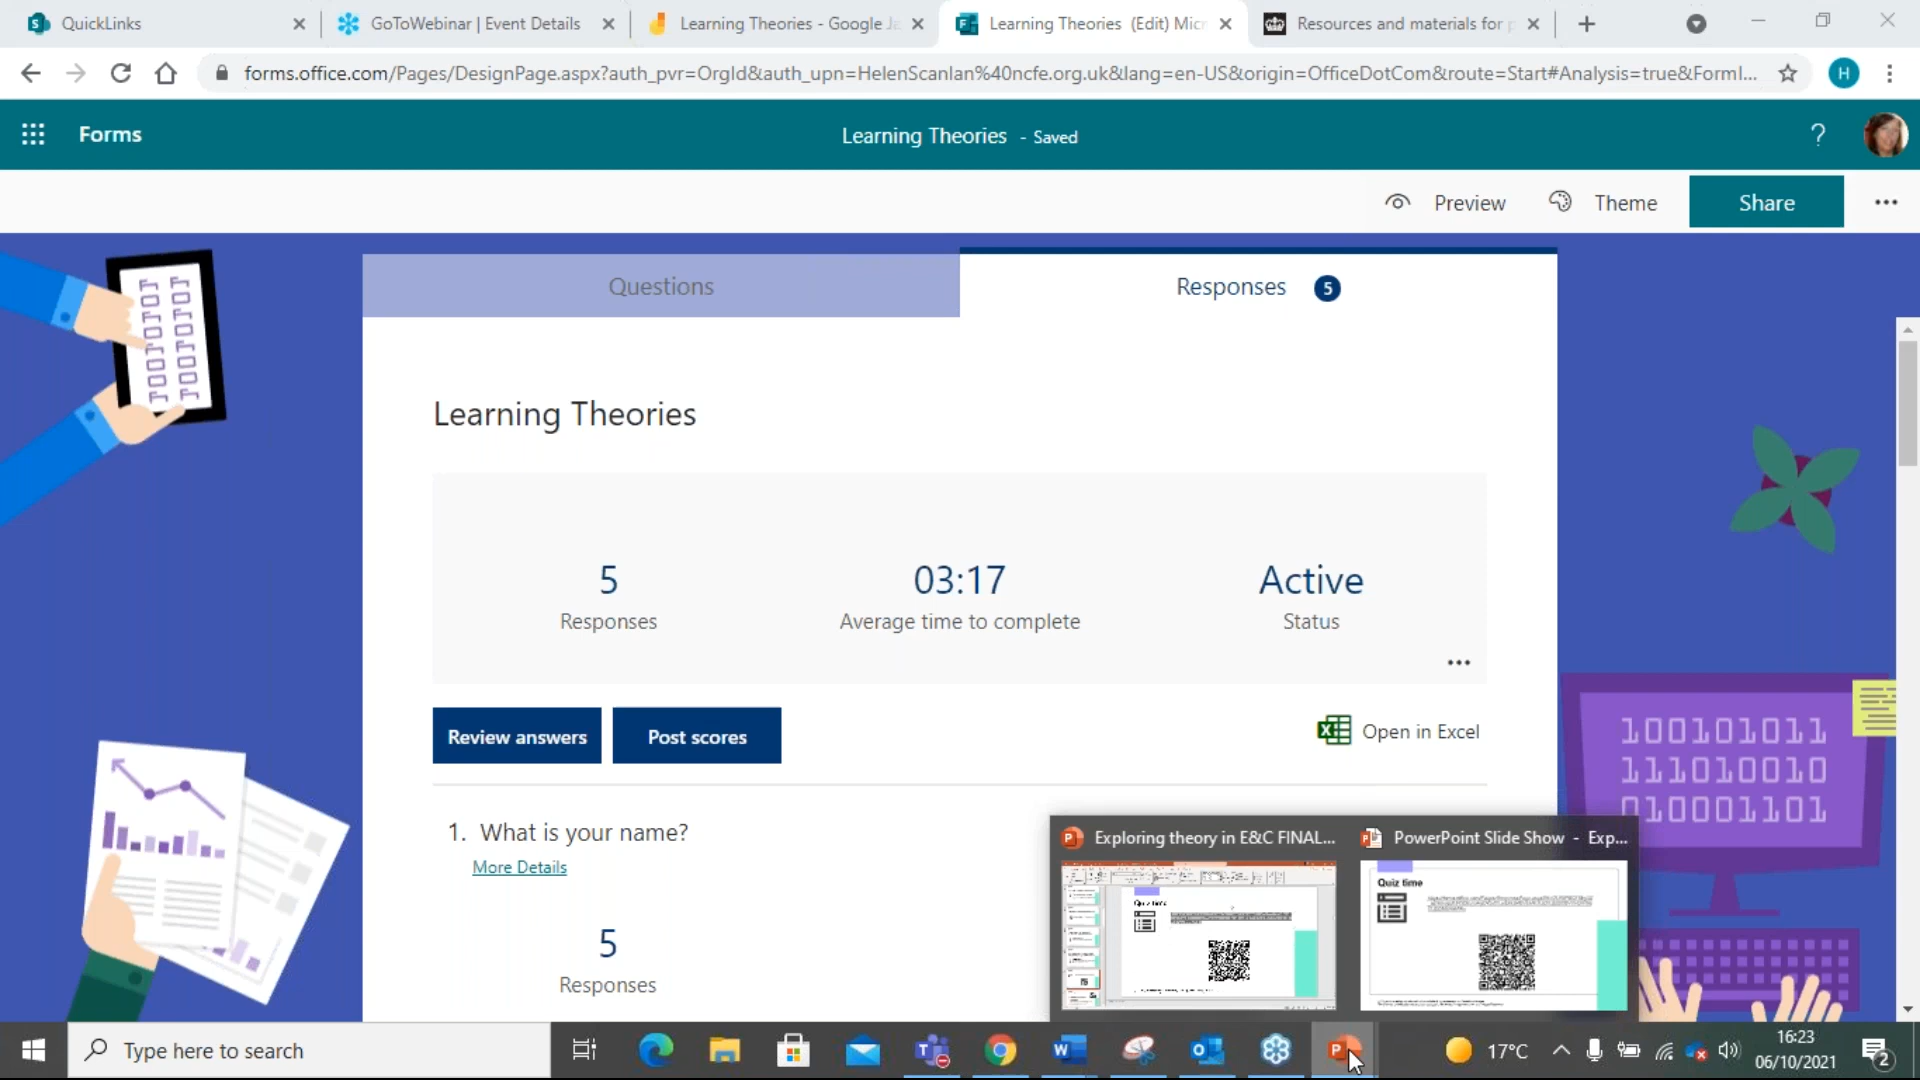 QuickLinks
GoToWebinar | Event Details
Learning Theories - Google Ja
Learning Theories (Edit) Micr
Resources and materials for p
forms.office.com/Pages/DesignPage.aspx?auth_pvr=OrgId&auth_upn=HelenScanlan%40ncfe.org.uk&lang=en-US&origin=OfficeDotCom&route=Start#Analysis=true&FormI...
H
Forms
Learning Theories - Saved
?
Preview
Theme
Share
Questions
Responses 5
Learning Theories
5
Responses
03:17
Average time to complete
Active
Status
Review answers
Post scores
Open in Excel
1. What is your name?
More Details
5
Responses
100101011
111010010
010001101
Exploring theory in E&C FINAL...
PowerPoint Slide Show - Exp...
Quiz time
Quiz time
Type here to search
17°C
16:23
06/10/2021
2